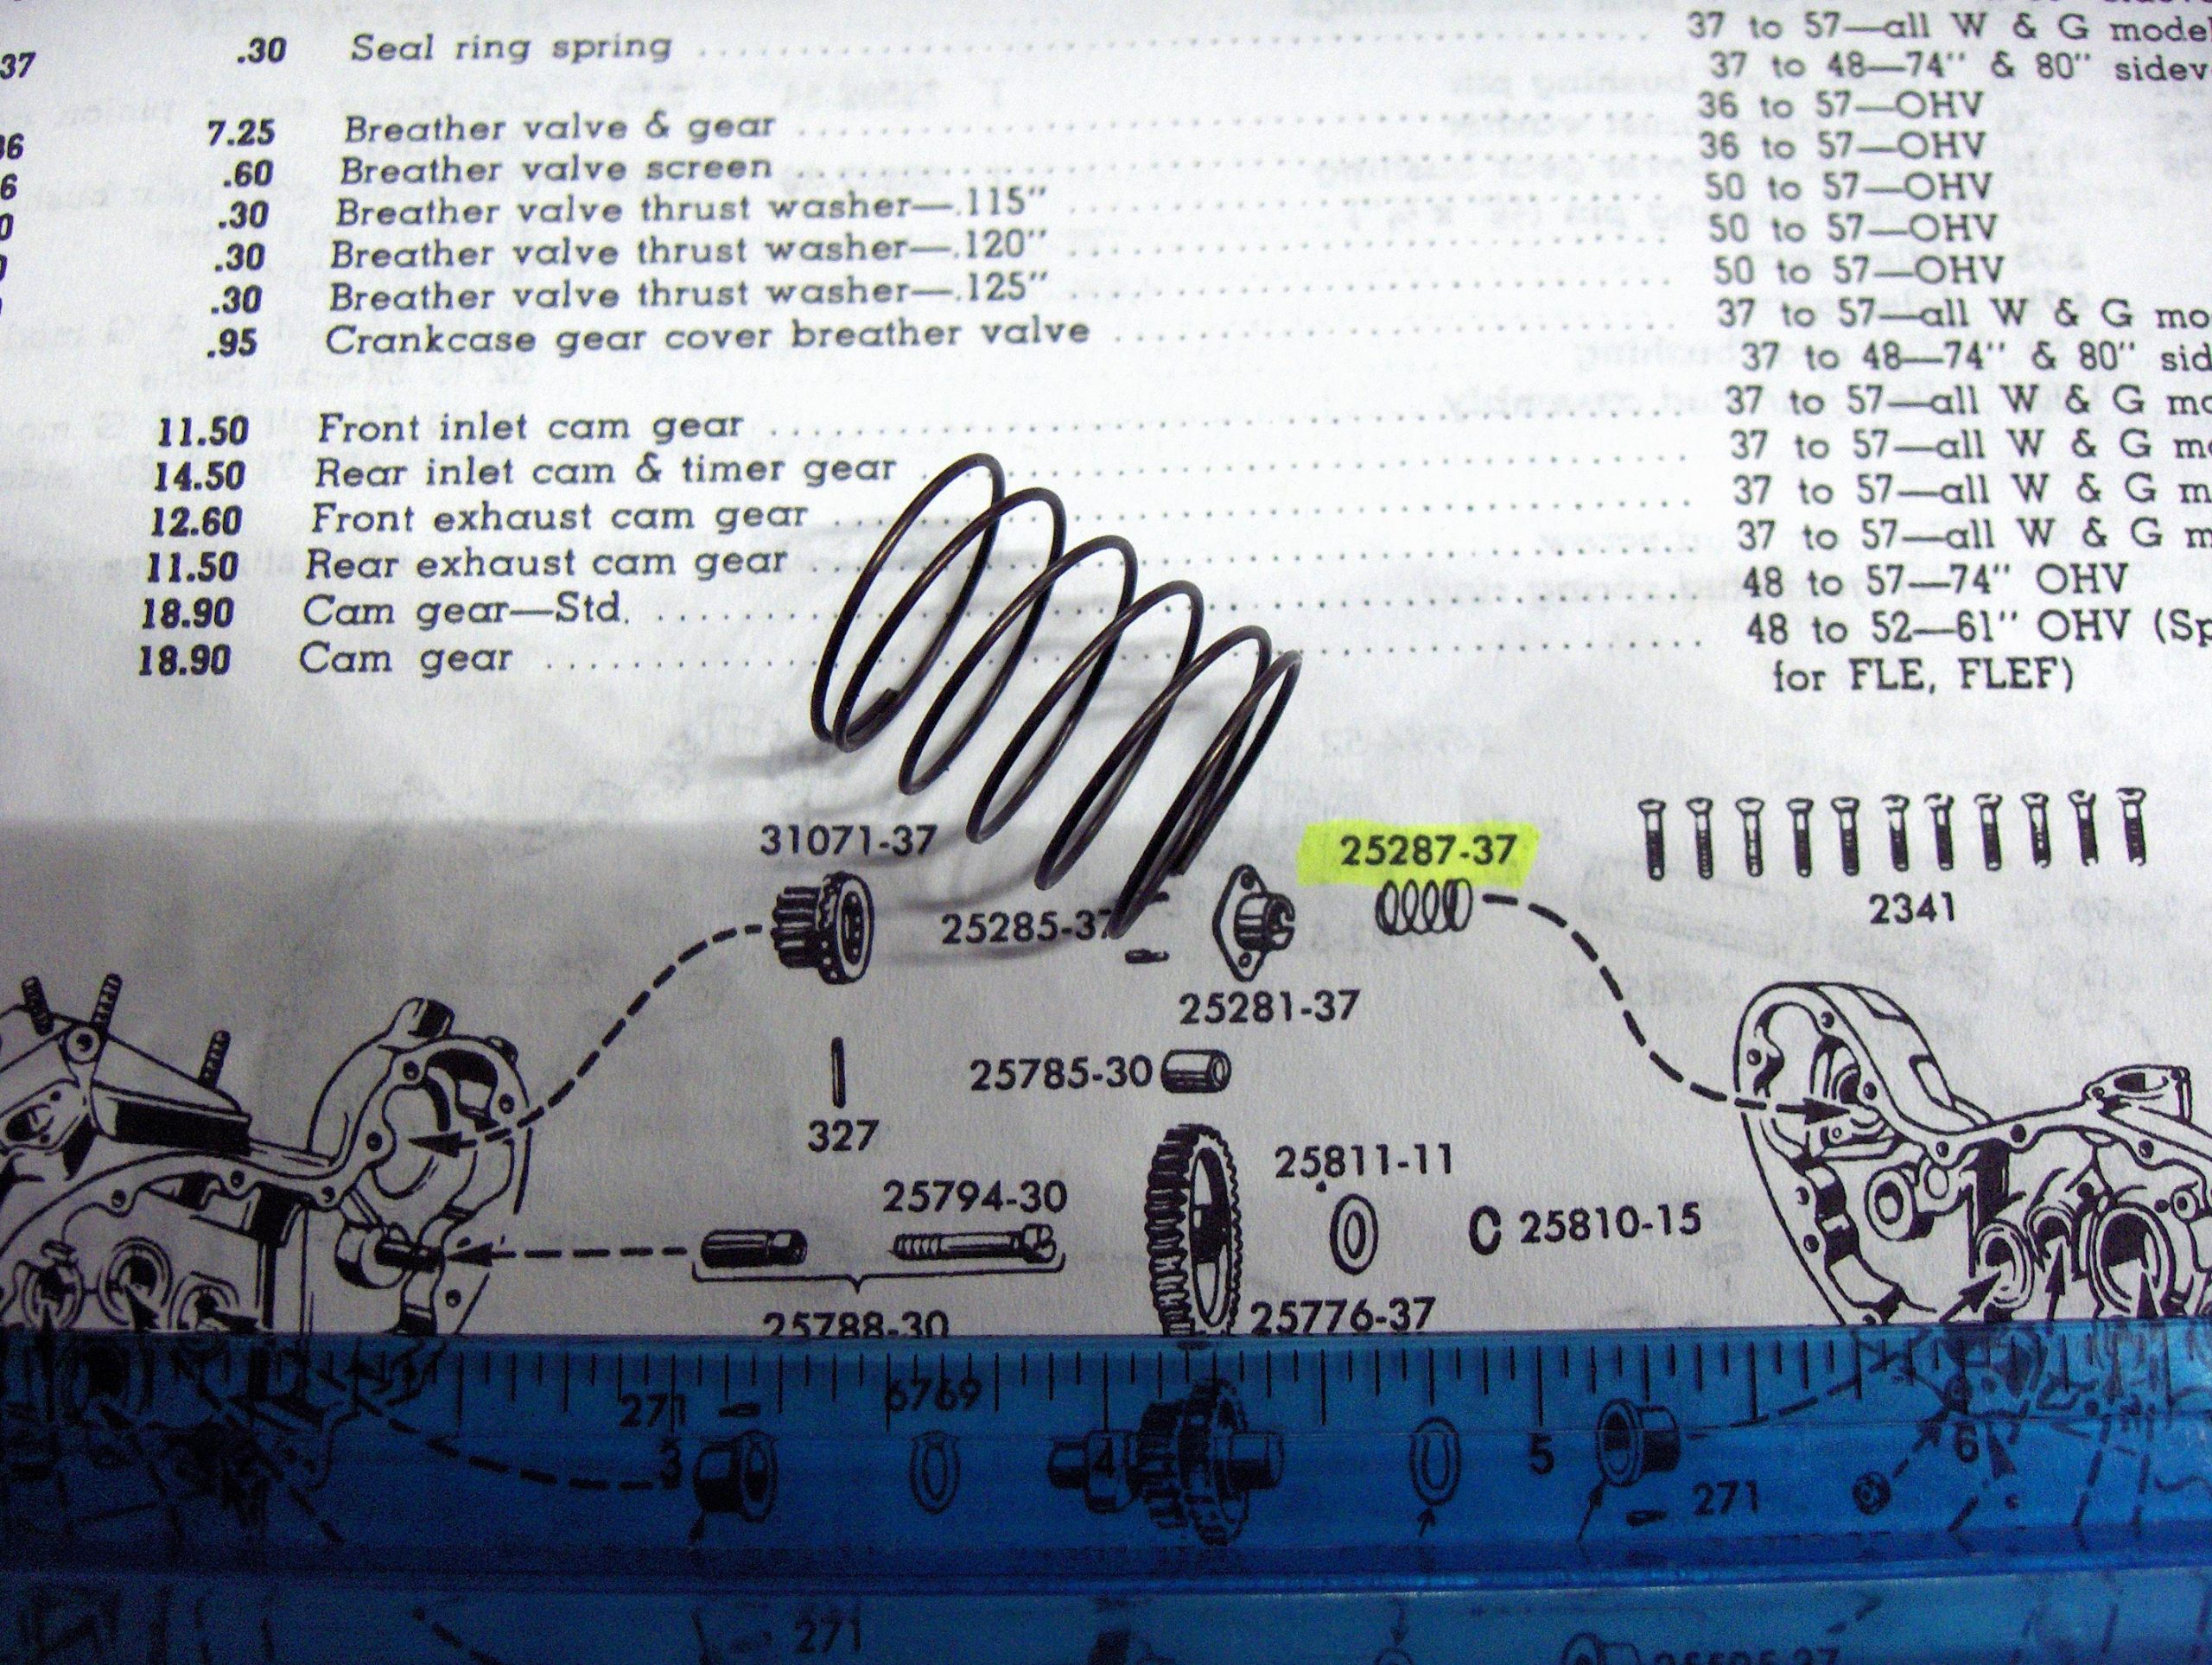 37 to 57—all W & G
37 .30 Seal ring spring
37 to 48—74" & 80"
7.25 Breather valve & gear 36 to 57—OHV
.60 Breather valve screen 36 to 57—OHV
.30 Breather valve thrust washer—.115" 50 to 57—OHV
.30 Breather valve thrust washer—.120" 50 to 57—OHV
.30 Breather valve thrust washer—.125" 50 to 57—OHV
.95 Crankcase gear cover breather valve 37 to 57—all W & G
37 to 48—74" & 80"
11.50 Front inlet cam gear 37 to 57—all W & G
14.50 Rear inlet cam & timer gear 37 to 57—all W & G
12.60 Front exhaust cam gear 37 to 57—all W & G
11.50 Rear exhaust cam gear 37 to 57—all W & G
18.90 Cam gear—Std. 48 to 57—74" OHV
18.90 Cam gear 48 to 52—61" OHV
for FLE, FLEF)
31071-37
25287-37
2341
25285-37
25281-37
25785-30
327
25811-11
25794-30
25810-15
25788-30
25776-37
271
6769
3 4 5 6
271
271